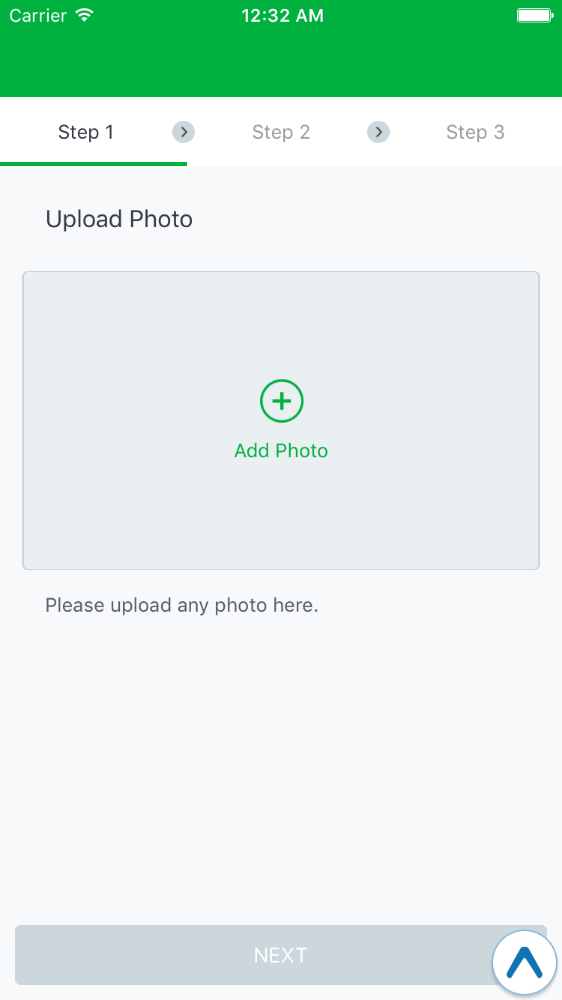 Carrier 12:32 AM
Step 1 Step 2 Step 3
Upload Photo
Add Photo
Please upload any photo here.
NEXT